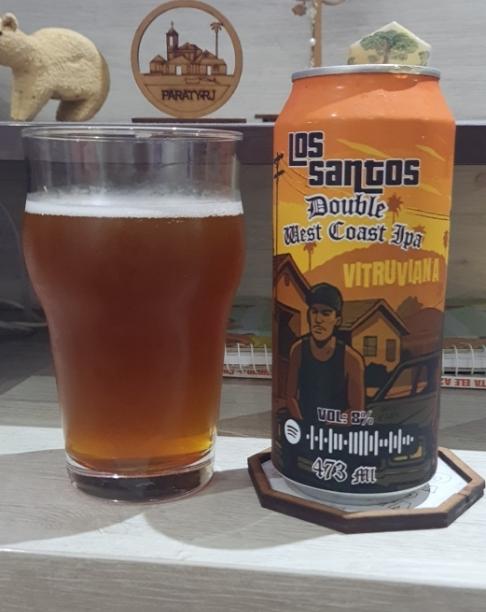 PARATY-RJ
LOS
SANTOS
Double
West Coast Ipa
VITRUVIANA
VOL: 8%
473 Ml